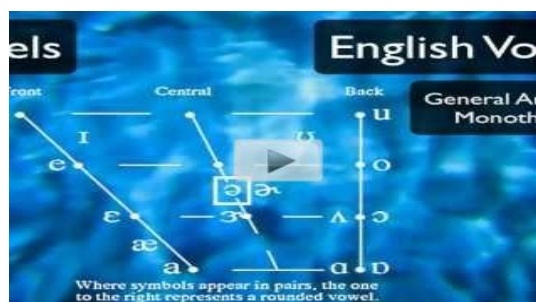 els
English Vo
Front Central Back
General Ar
Monoth
u
ɪ ʊ
e o
ə ɚ
ɛ ɜ ʌ ɔ
æ
a ɑ ɒ
Where symbols appear in pairs, the one
to the right represents a rounded vowel.